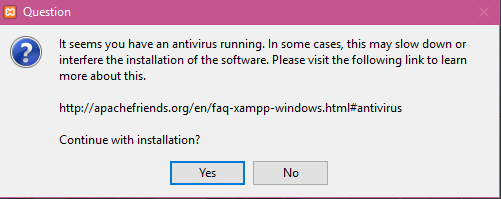 Question
It seems you have an antivirus running. In some cases, this may slow down or
interfere the installation of the software. Please visit the following link to learn
more about this.
http://apachefriends.org/en/faq-xampp-windows.html#antivirus
Continue with installation?
Yes
No